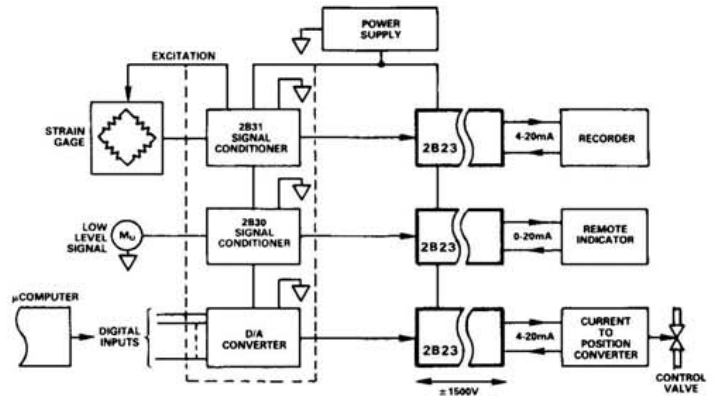 POWER
SUPPLY
EXCITATION
STRAIN
GAGE
2B31
SIGNAL
CONDITIONER
2B23
4-20mA
RECORDER
LOW
LEVEL
SIGNAL
2B30
SIGNAL
CONDITIONER
2B23
0-20mA
REMOTE
INDICATOR
μCOMPUTER
DIGITAL
INPUTS
D/A
CONVERTER
2B23
4-20mA
CURRENT
TO
POSITION
CONVERTER
CONTROL
VALVE
±1500V